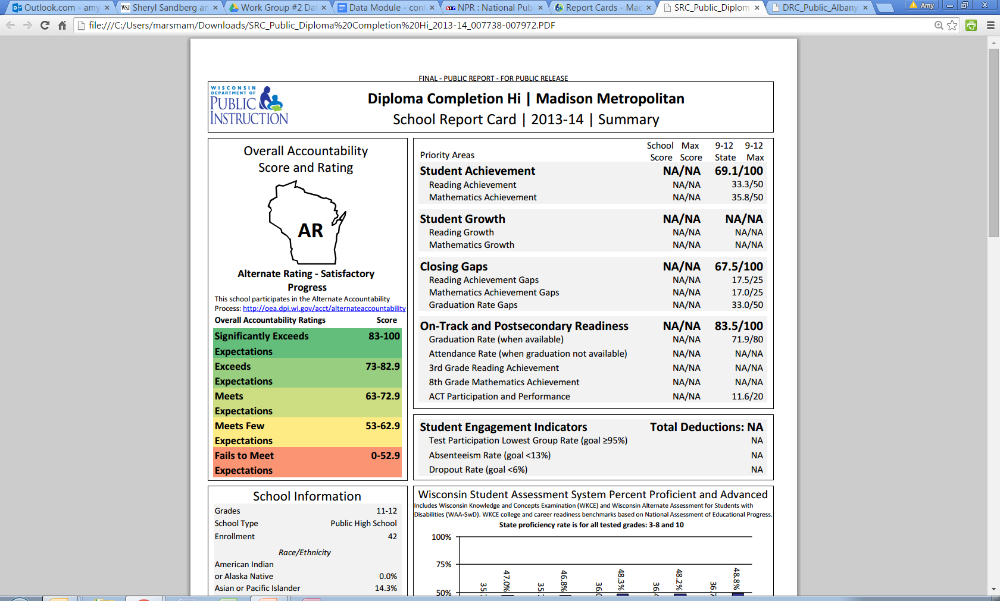 Outlook.com - amy
Sheryl Sandberg an
Work Group #2 Da
Data Module - cont
NPR : National Pub
Report Cards - Mac
SRC_Public_Diplom
DRC_Public_Albany
Amy
file:///C:/Users/marsmam/Downloads/SRC_Public_Diploma%20Completion%20Hi_2013-14_007738-007972.PDF
FINAL - PUBLIC REPORT - FOR PUBLIC RELEASE
WISCONSIN
DEPARTMENT OF
PUBLIC
INSTRUCTION
Diploma Completion Hi | Madison Metropolitan
School Report Card | 2013-14 | Summary
Overall Accountability
Score and Rating
AR
Alternate Rating - Satisfactory
Progress
This school participates in the Alternate Accountability
Process: http://oea.dpi.wi.gov/acct/alternateaccountability
Overall Accountability Ratings Score
Significantly Exceeds 83-100
Expectations
Exceeds 73-82.9
Expectations
Meets 63-72.9
Expectations
Meets Few 53-62.9
Expectations
Fails to Meet 0-52.9
Expectations
School Max 9-12 9-12
Priority Areas Score Score State Max
Student Achievement NA/NA 69.1/100
Reading Achievement NA/NA 33.3/50
Mathematics Achievement NA/NA 35.8/50
Student Growth NA/NA NA/NA
Reading Growth NA/NA NA/NA
Mathematics Growth NA/NA NA/NA
Closing Gaps NA/NA 67.5/100
Reading Achievement Gaps NA/NA 17.5/25
Mathematics Achievement Gaps NA/NA 17.0/25
Graduation Rate Gaps NA/NA 33.0/50
On-Track and Postsecondary Readiness NA/NA 83.5/100
Graduation Rate (when available) NA/NA 71.9/80
Attendance Rate (when graduation not available) NA/NA NA/NA
3rd Grade Reading Achievement NA/NA NA/NA
8th Grade Mathematics Achievement NA/NA NA/NA
ACT Participation and Performance NA/NA 11.6/20
Student Engagement Indicators Total Deductions: NA
Test Participation Lowest Group Rate (goal ≥95%) NA
Absenteeism Rate (goal <13%) NA
Dropout Rate (goal <6%) NA
School Information
Grades 11-12
School Type Public High School
Enrollment 42
Race/Ethnicity
American Indian
or Alaska Native 0.0%
Asian or Pacific Islander 14.3%
Wisconsin Student Assessment System Percent Proficient and Advanced
Includes Wisconsin Knowledge and Concepts Examination (WKCE) and Wisconsin Alternate Assessment for Students with
Disabilities (WAA-SwD). WKCE college and career readiness benchmarks based on National Assessment of Educational Progress.
State proficiency rate is for all tested grades: 3-8 and 10
100%
75%
50%
47.0%
46.8%
48.3%
48.2%
48.8%